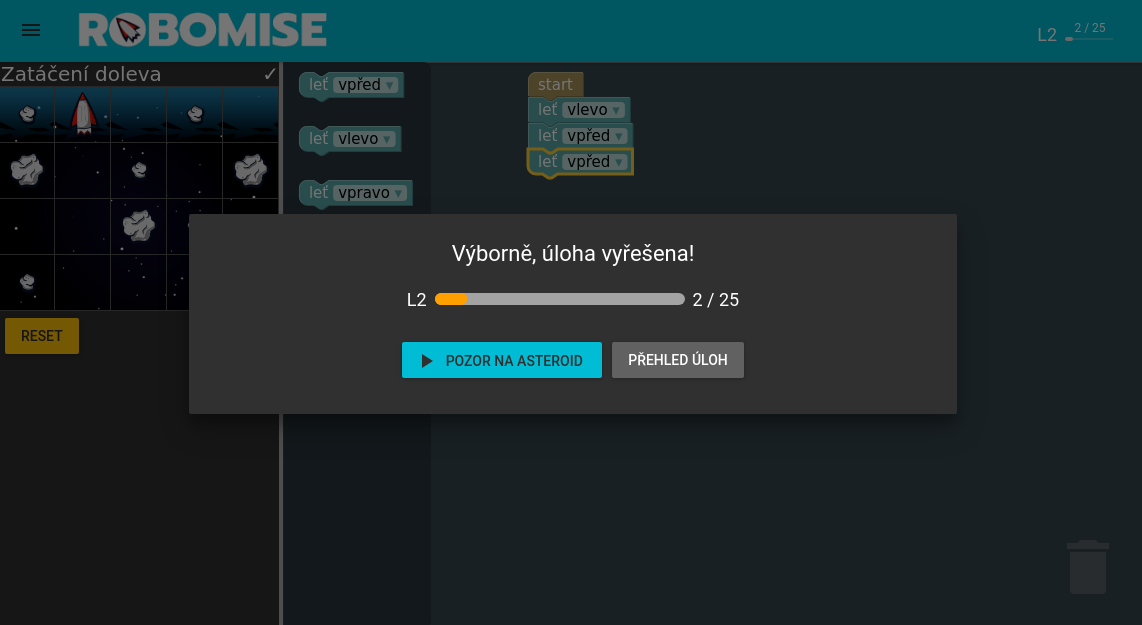 ROBOMISE
L2 2 / 25
Zatáčení doleva ✓
leť vpřed ▾
leť vlevo ▾
leť vpravo ▾
start
leť vlevo ▾
leť vpřed ▾
leť vpřed ▾
Výborně, úloha vyřešena!
L2 2 / 25
POZOR NA ASTEROID
PŘEHLED ÚLOH
RESET